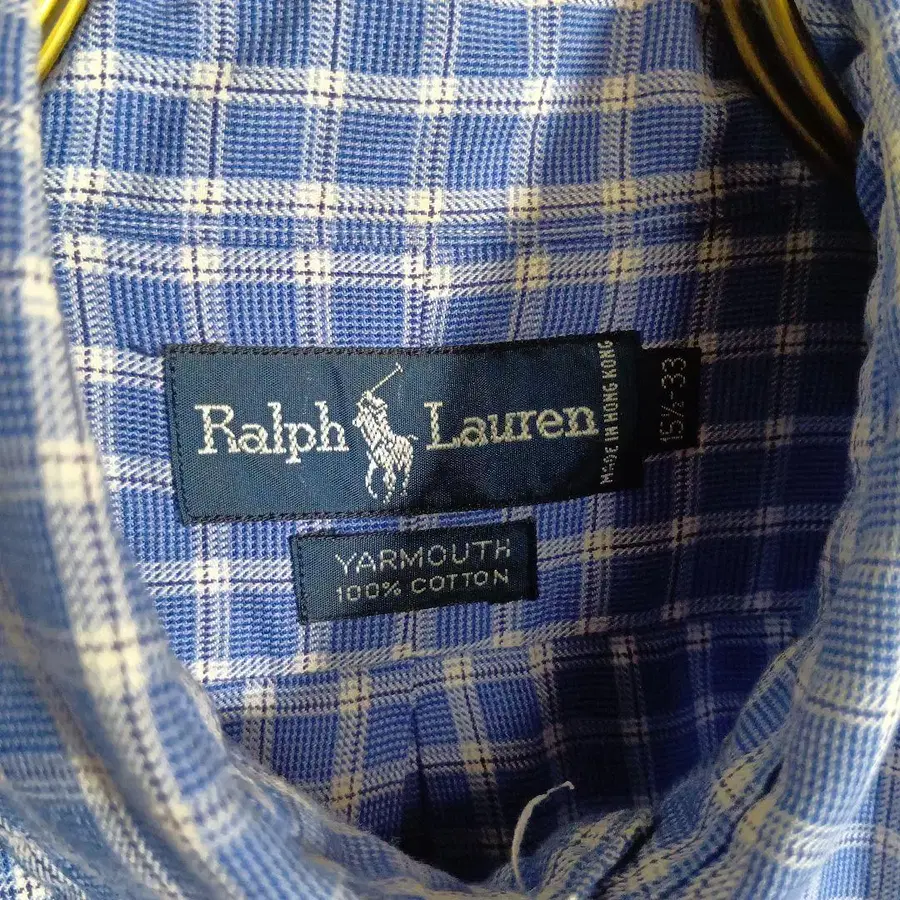 Ralph Lauren
MADE IN HONG KONG
15½-33
YARMOUTH
100% COTTON